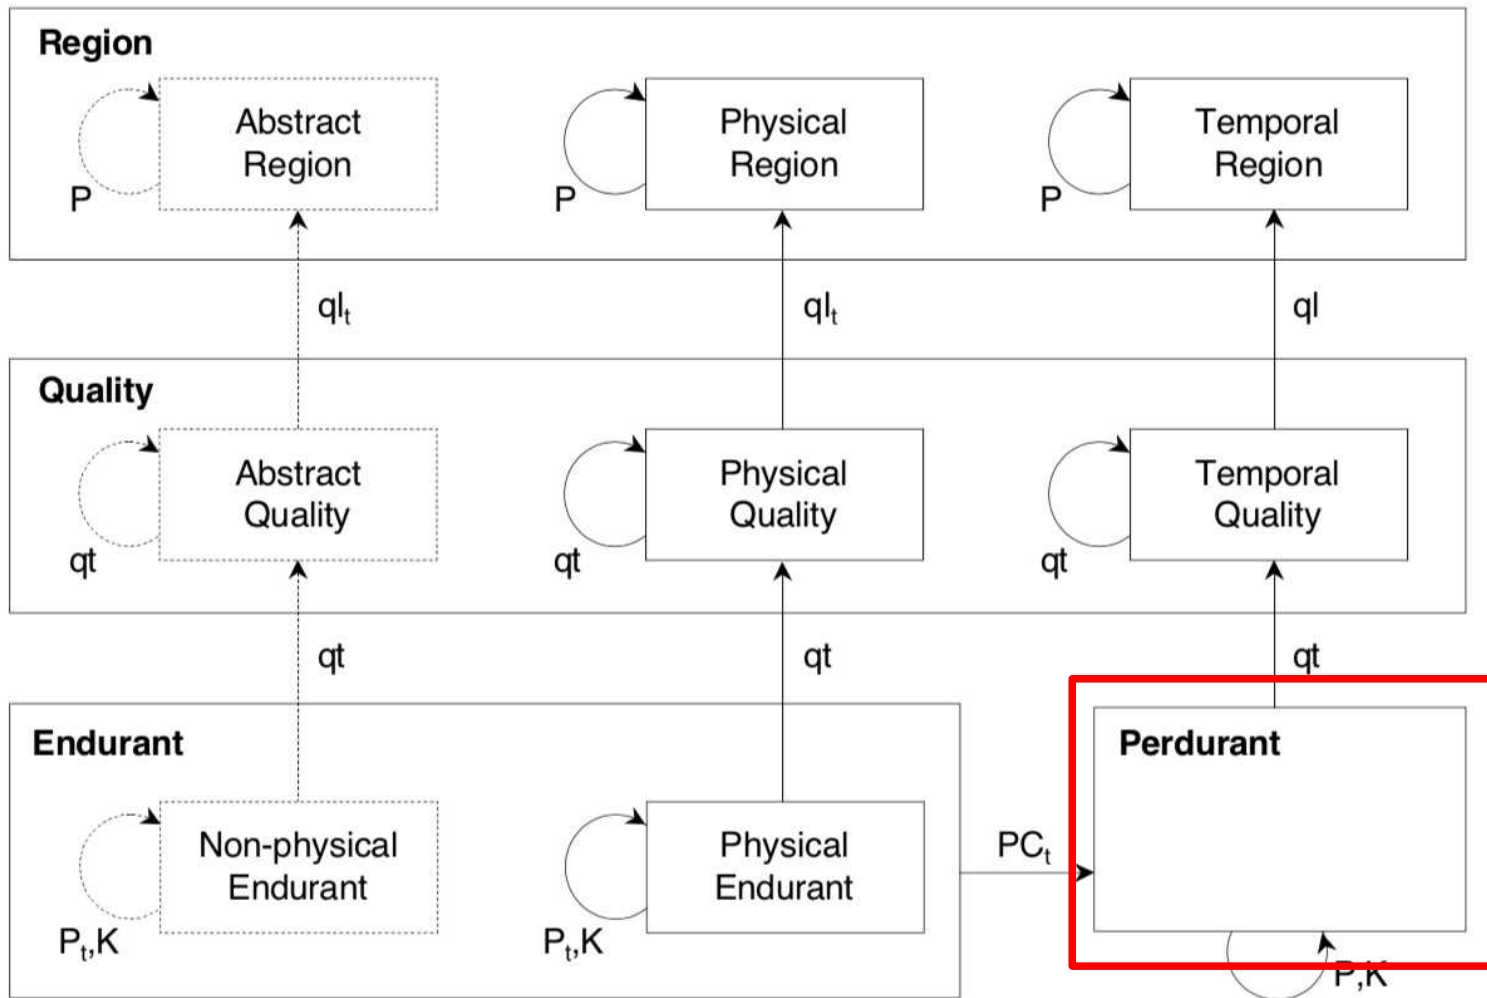 Region
Abstract
Region
Physical
Region
Temporal
Region
P
P
P
qlₜ
qlₜ
ql
Quality
Abstract
Quality
Physical
Quality
Temporal
Quality
qt
qt
qt
qt
qt
qt
Endurant
Perdurant
Non-physical
Endurant
Physical
Endurant
PCₜ
Pₜ,K
Pₜ,K
P,K